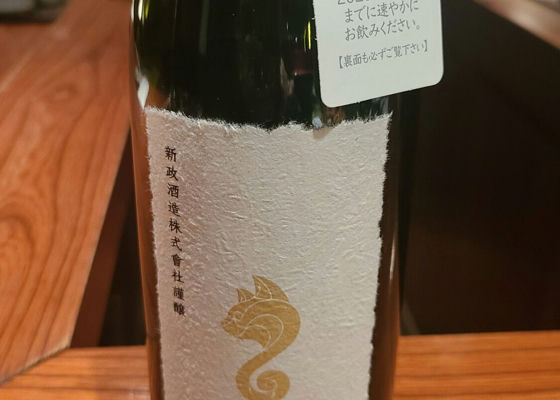 までに速やかに
お飲みください。
【裏面も必ずご覧下さい】
新政酒造株式會社謹醸